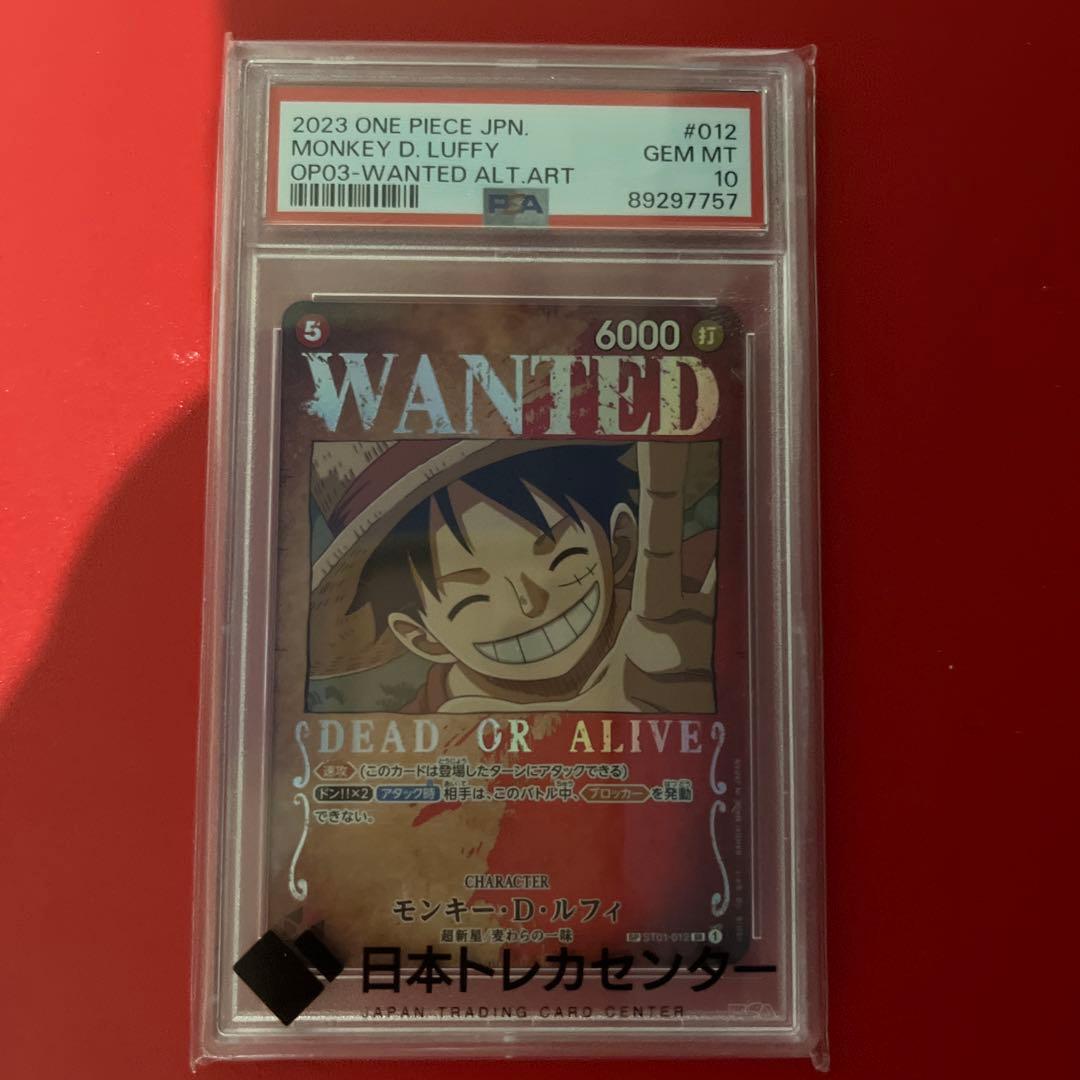 2023 ONE PIECE JPN. #012
MONKEY D. LUFFY GEM MT
OP03-WANTED ALT.ART 10
PSA 89297757
5 6000 打
WANTED
DEAD OR ALIVE
速攻 (このカードは登場したターンにアタックできる)
ドン!!×2 アタック時 相手は、このバトル中、ブロッカー を発動
できない。
CHARACTER
モンキー・D・ルフィ
超新星/麦わらの一味 SP ST01-012 SR 1
日本トレカセンター
JAPAN TRADING CARD CENTER
PSA